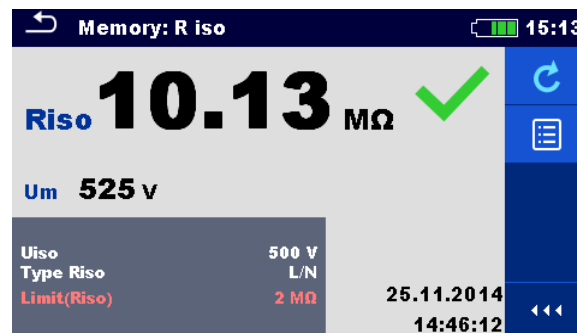 Memory: R iso 15:13
Riso 10.13 MΩ
Um 525 V
Uiso 500 V
Type Riso L/N
Limit(Riso) 2 MΩ
25.11.2014
14:46:12